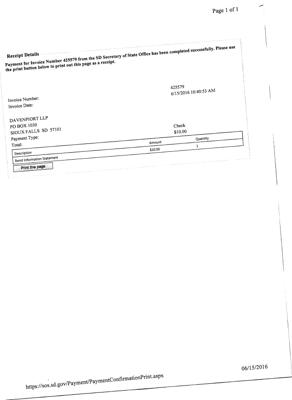 Page 1 of 1
Receipt Details
Payment for Invoice Number 425579 from the SD Secretary of State Office has been completed successfully. Please use
the print button below to print out this page as a receipt.
Invoice Number: 425579
Invoice Date: 6/15/2016 10:40:53 AM
DAVENPORT LLP
PO BOX 1030
SIOUX FALLS SD 57101
Payment Type: Check
Total: $10.00
Description Amount Quantity
Bond Information Statement $10.00 1
Print the page
https://sos.sd.gov/Payment/PaymentConfirmationPrint.aspx
06/15/2016